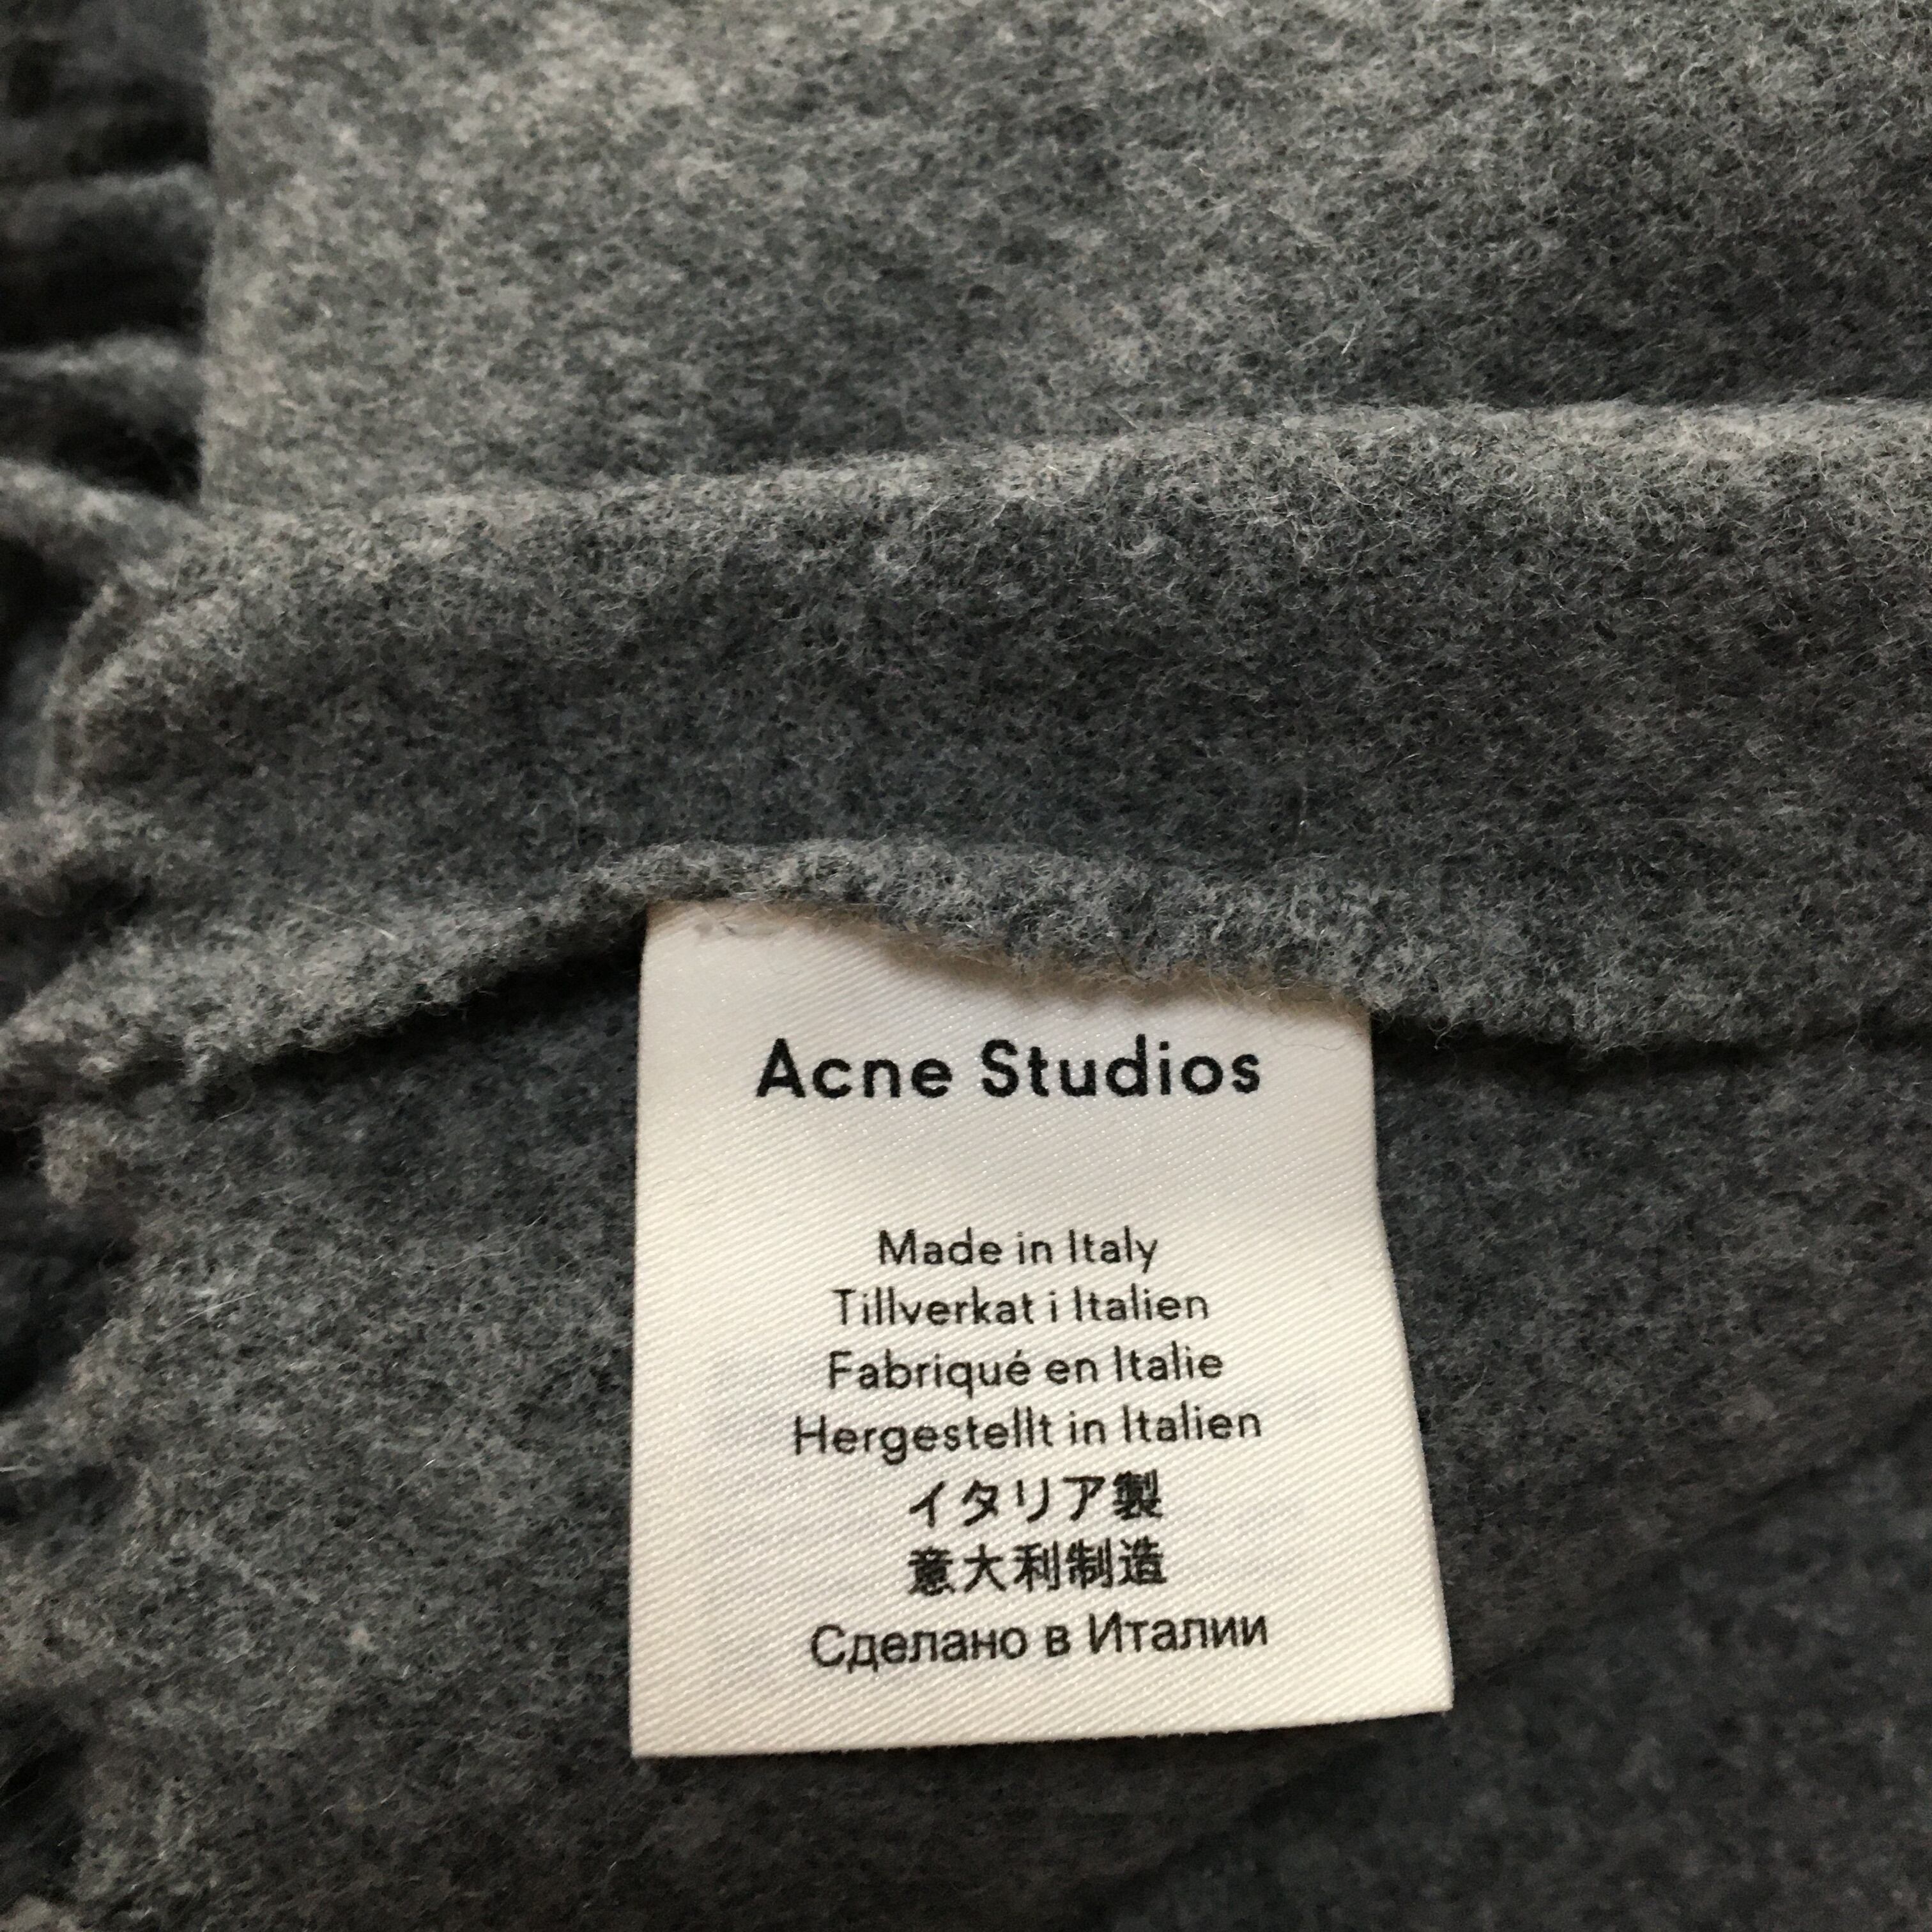 Acne Studios
Made in Italy
Tillverkat i Italien
Fabriqué en Italie
Hergestellt in Italien
イタリア製
意大利制造
Сделано в Италии